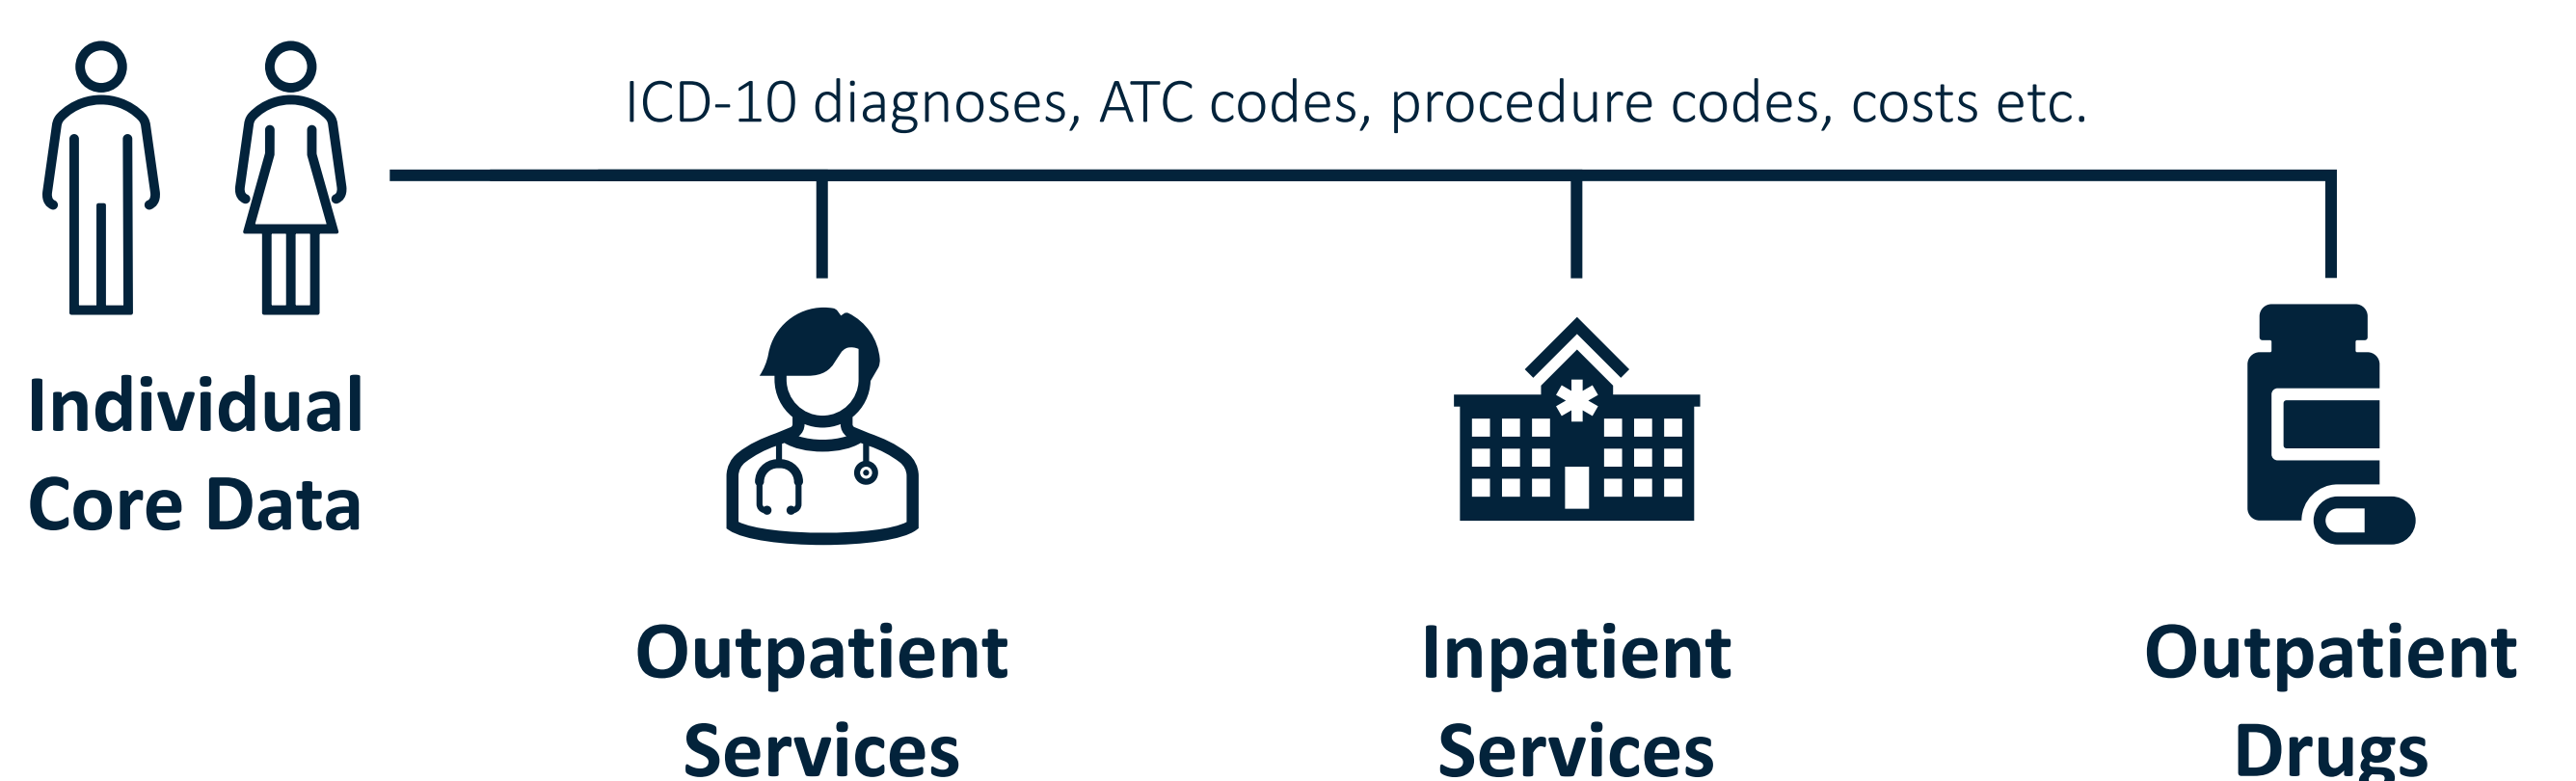 ICD-10 diagnoses, ATC codes, procedure codes, costs etc.
Individual
Core Data
Outpatient
Services
Inpatient
Services
Outpatient
Drugs